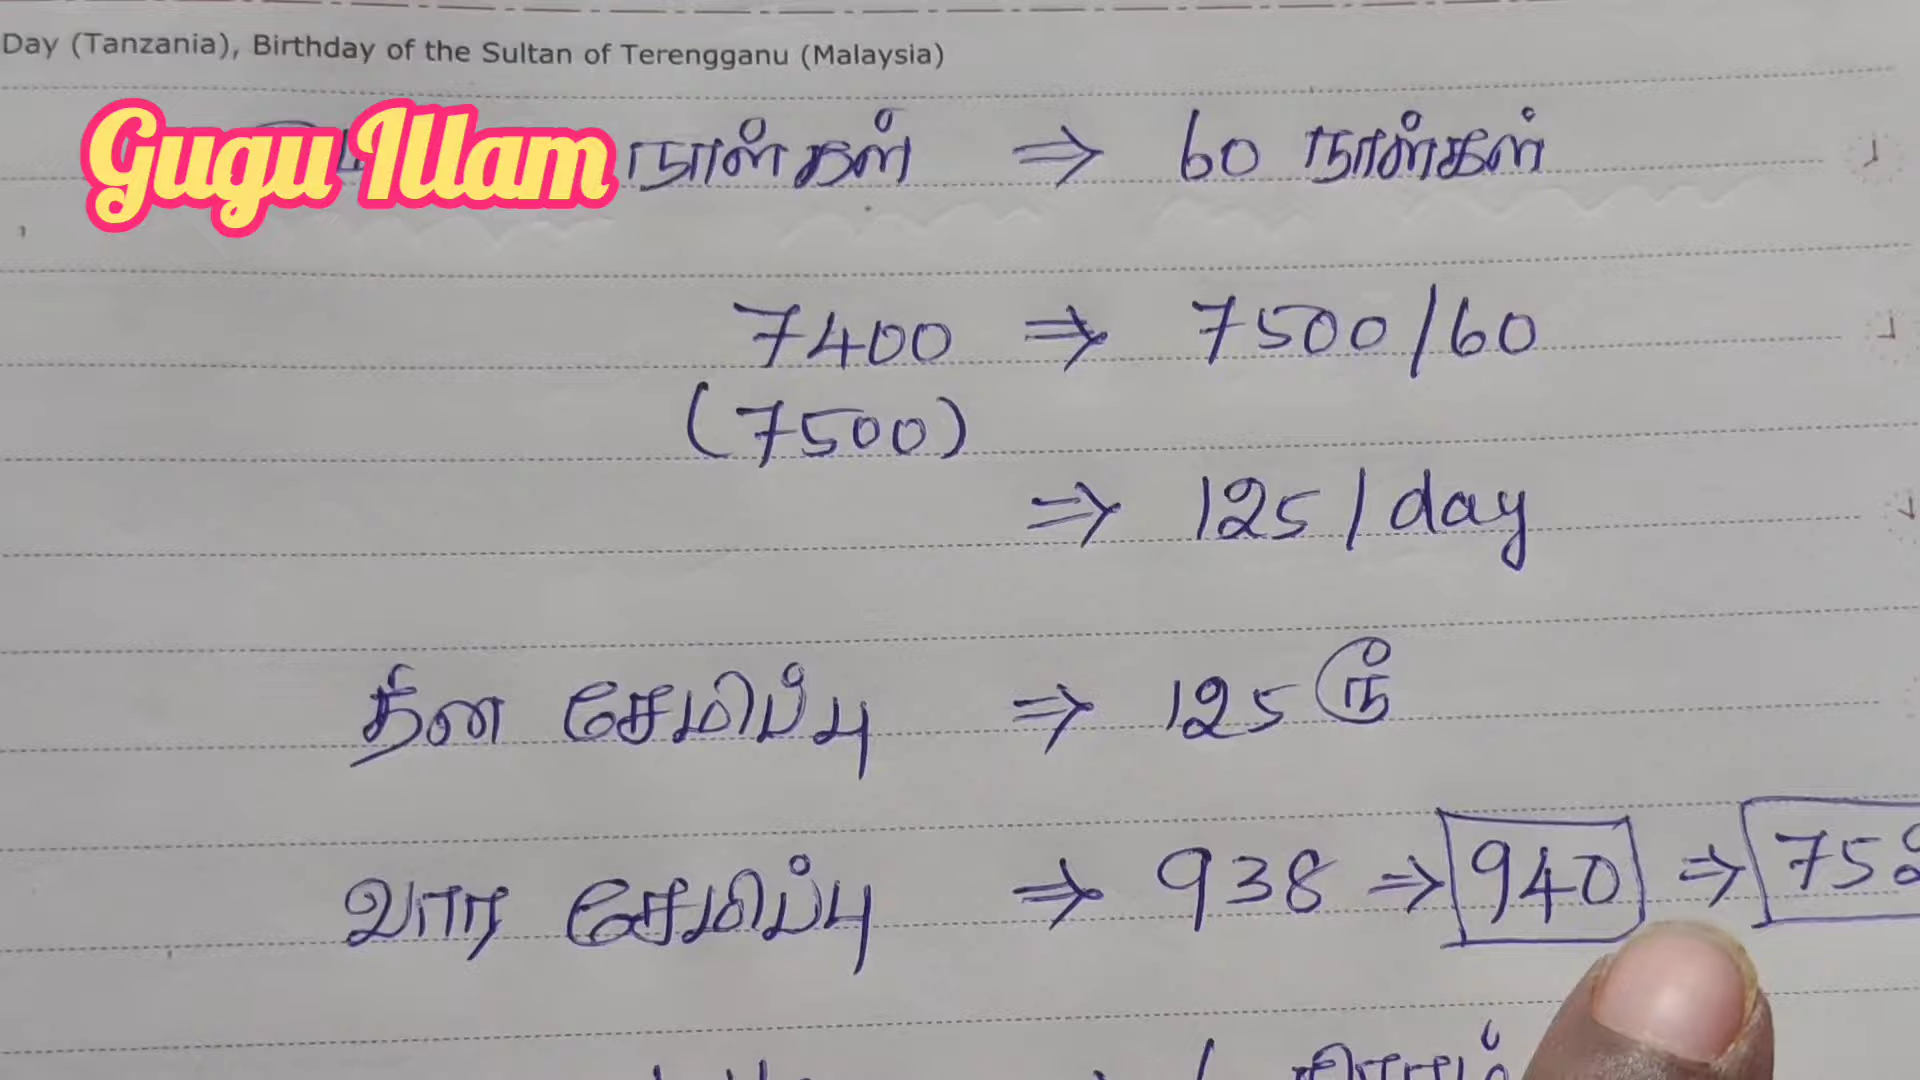 Day (Tanzania), Birthday of the Sultan of Terengganu (Malaysia)
Gugu Illam
நாள்கள் ⇒ 60 நாள்கள்
7400 ⇒ 7500/60
(7500)
⇒ 125/day
தின சேமிப்பு ⇒ 125 ரூ
வார சேமிப்பு ⇒ 938 ⇒ 940 ⇒